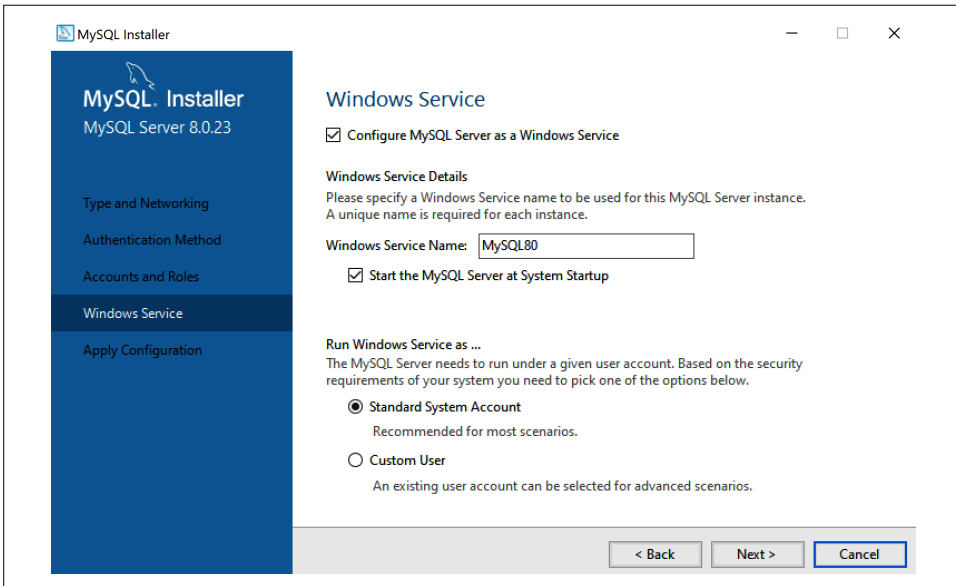 MySQL Installer
MySQL. Installer
MySQL Server 8.0.23
Type and Networking
Authentication Method
Accounts and Roles
Windows Service
Apply Configuration
Windows Service
Configure MySQL Server as a Windows Service
Windows Service Details
Please specify a Windows Service name to be used for this MySQL Server instance.
A unique name is required for each instance.
Windows Service Name: MySQL80
Start the MySQL Server at System Startup
Run Windows Service as ...
The MySQL Server needs to run under a given user account. Based on the security
requirements of your system you need to pick one of the options below.
Standard System Account
Recommended for most scenarios.
Custom User
An existing user account can be selected for advanced scenarios.
< Back Next > Cancel